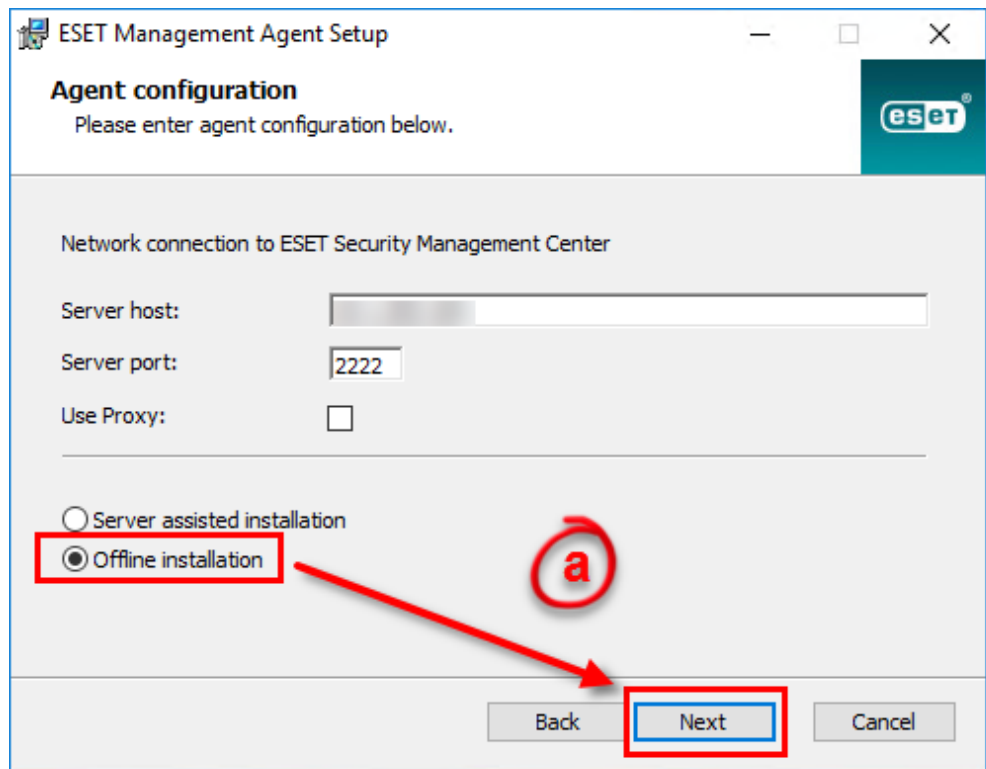 ESET Management Agent Setup
Agent configuration
Please enter agent configuration below.
eset®
Network connection to ESET Security Management Center
Server host:
Server port: 2222
Use Proxy:
Server assisted installation
Offline installation
a
Back Next Cancel